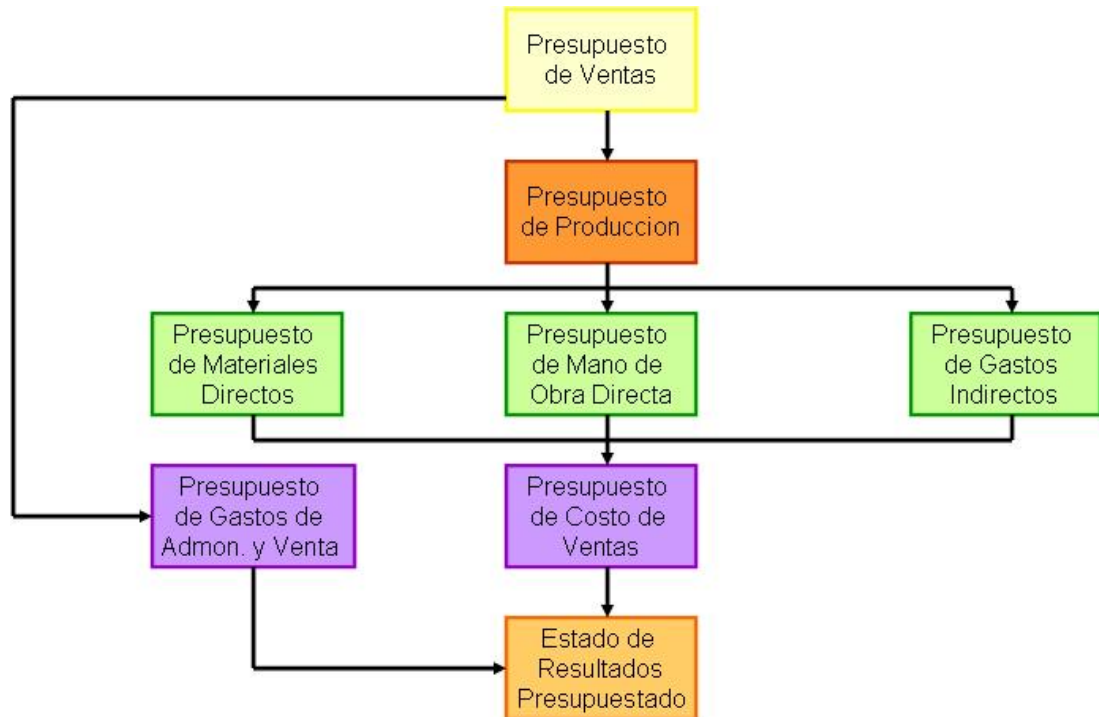 Presupuesto
de Ventas
Presupuesto
de Produccion
Presupuesto
de Materiales
Directos
Presupuesto
de Mano de
Obra Directa
Presupuesto
de Gastos
Indirectos
Presupuesto
de Gastos de
Admon. y Venta
Presupuesto
de Costo de
Ventas
Estado de
Resultados
Presupuestado